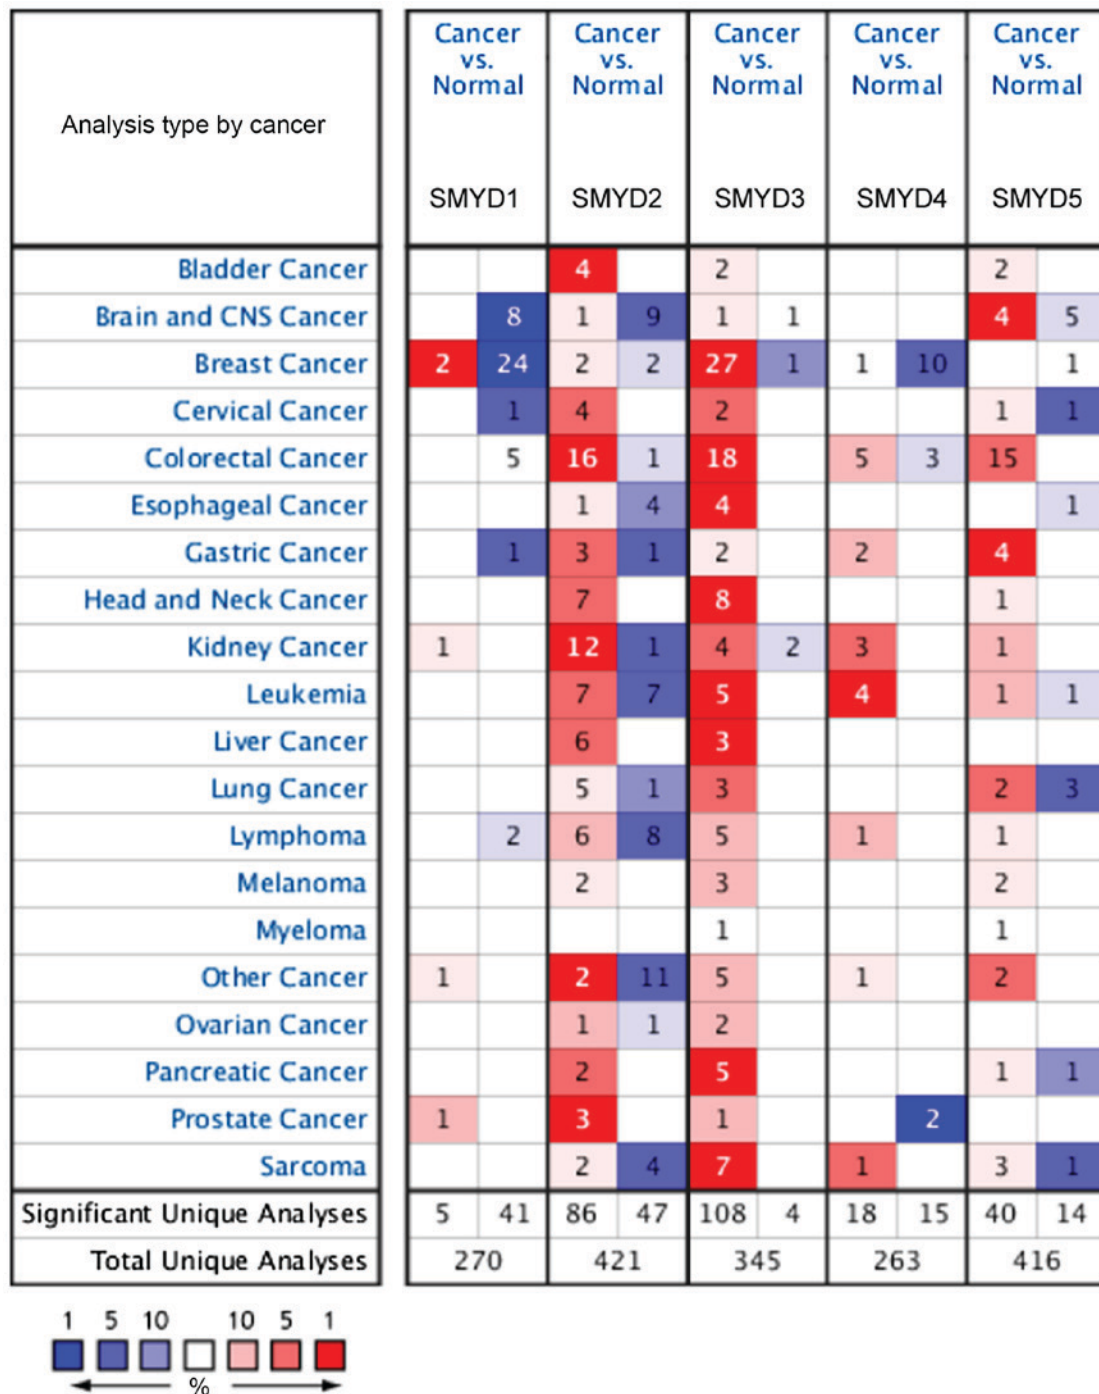 Analysis type by cancer
Cancer vs. Normal Cancer vs. Normal Cancer vs. Normal Cancer vs. Normal Cancer vs. Normal
SMYD1 SMYD2 SMYD3 SMYD4 SMYD5
Bladder Cancer 4 2 2
Brain and CNS Cancer 8 1 9 1 1 4 5
Breast Cancer 2 24 2 2 27 1 1 10 1
Cervical Cancer 1 4 2 1 1
Colorectal Cancer 5 16 1 18 5 3 15
Esophageal Cancer 1 4 4 1
Gastric Cancer 1 3 1 2 2 4
Head and Neck Cancer 7 8 1
Kidney Cancer 1 12 1 4 2 3 1
Leukemia 7 7 5 4 1 1
Liver Cancer 6 3
Lung Cancer 5 1 3 2 3
Lymphoma 2 6 8 5 1 1
Melanoma 2 3 2
Myeloma 1 1
Other Cancer 1 2 11 5 1 2
Ovarian Cancer 1 1 2
Pancreatic Cancer 2 5 1 1
Prostate Cancer 1 3 1 2
Sarcoma 2 4 7 1 3 1
Significant Unique Analyses 5 41 86 47 108 4 18 15 40 14
Total Unique Analyses 270 421 345 263 416
1 5 10 10 5 1
%